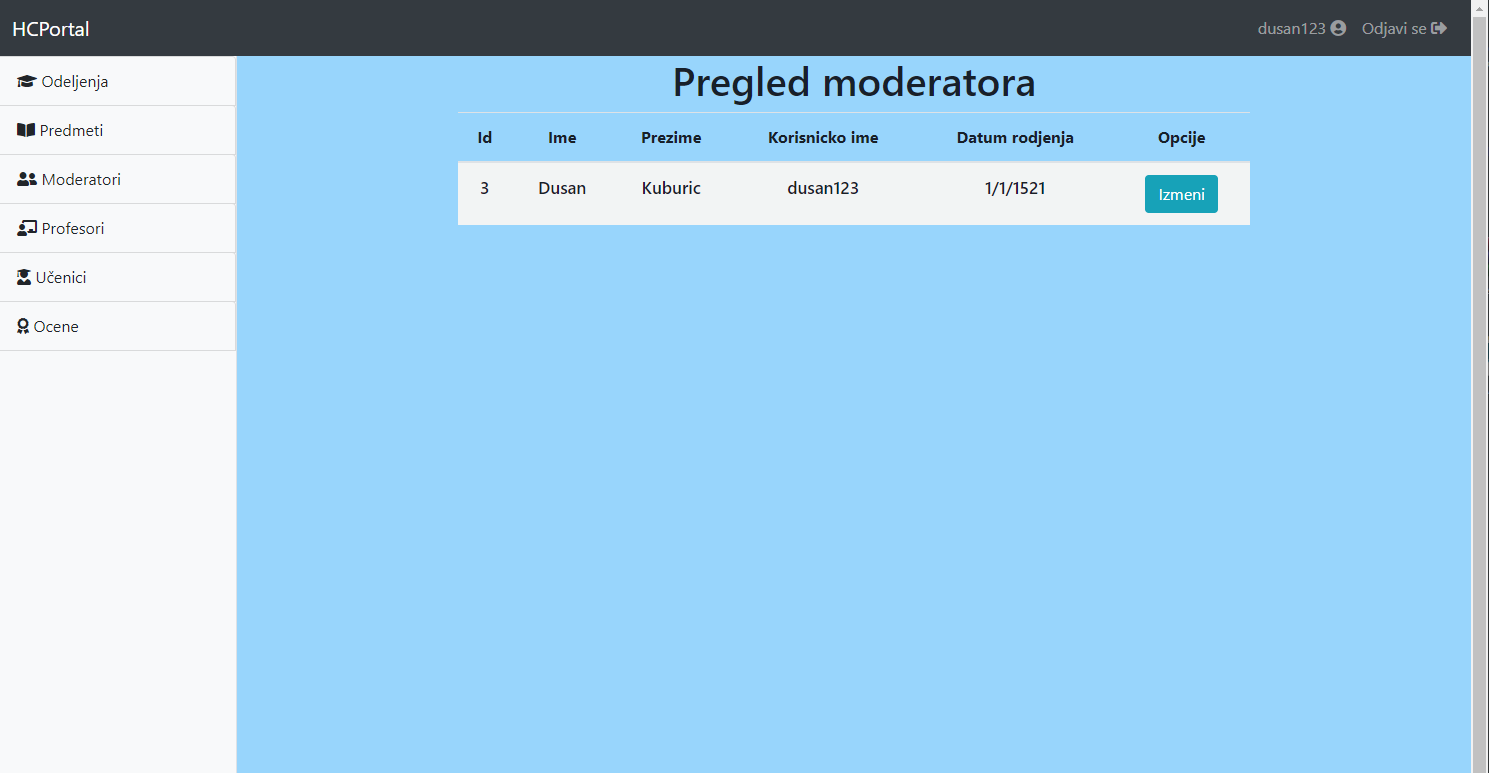 HCPortal
dusan123 Odjavi se
Odeljenja
Predmeti
Moderatori
Profesori
Učenici
Ocene
Pregled moderatora
Id Ime Prezime Korisnicko ime Datum rodjenja Opcije
3 Dusan Kuburic dusan123 1/1/1521 Izmeni